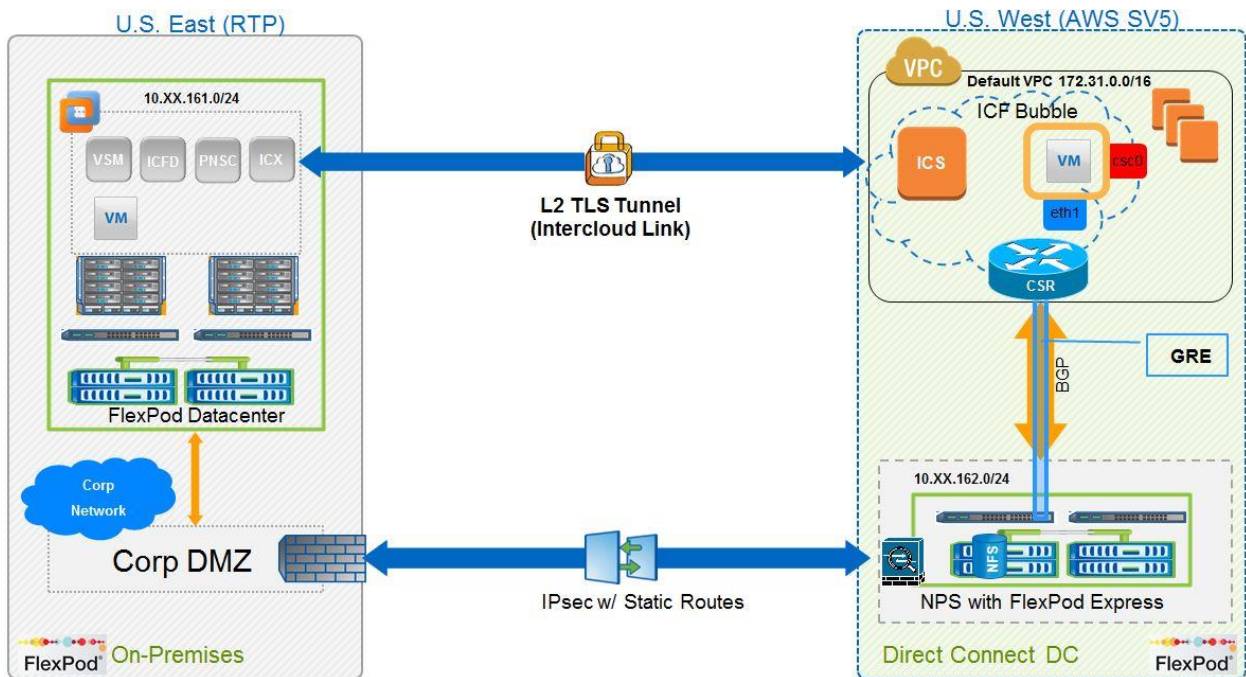 U.S. East (RTP)
10.XX.161.0/24
VSM
ICFD
PNSC
ICX
VM
FlexPod Datacenter
Corp
Network
Corp DMZ
FlexPod®
On-Premises
L2 TLS Tunnel
(Intercloud Link)
IPsec w/ Static Routes
U.S. West (AWS SV5)
VPC
Default VPC 172.31.0.0/16
ICF Bubble
ICS
VM
csc0
eth1
CSR
GRE
BGP
10.XX.162.0/24
NFS
NPS with FlexPod Express
Direct Connect DC
FlexPod®